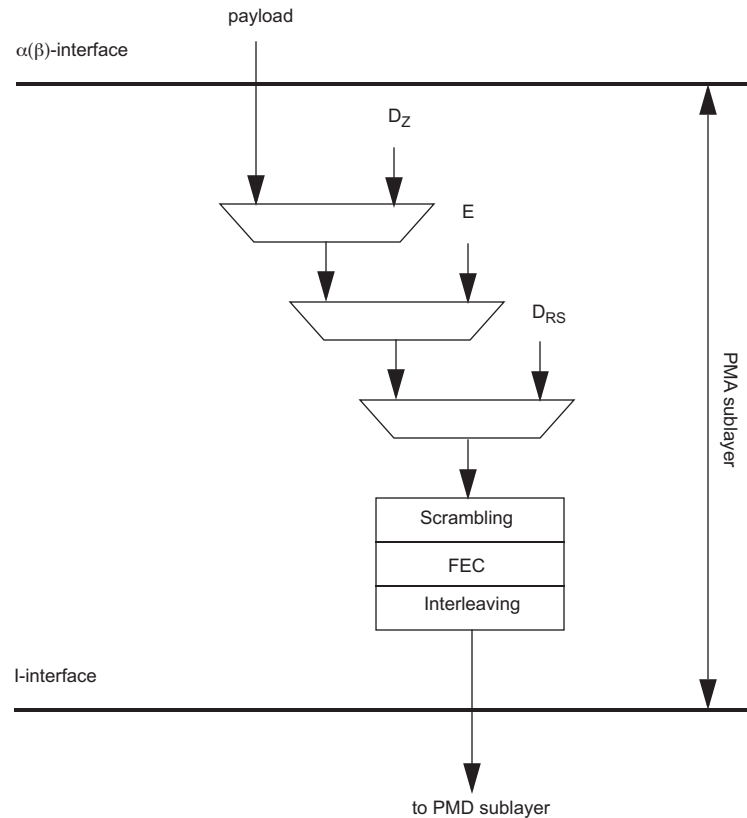 payload
α(β)-interface
D_Z
E
D_RS
PMA sublayer
Scrambling
FEC
Interleaving
I-interface
to PMD sublayer